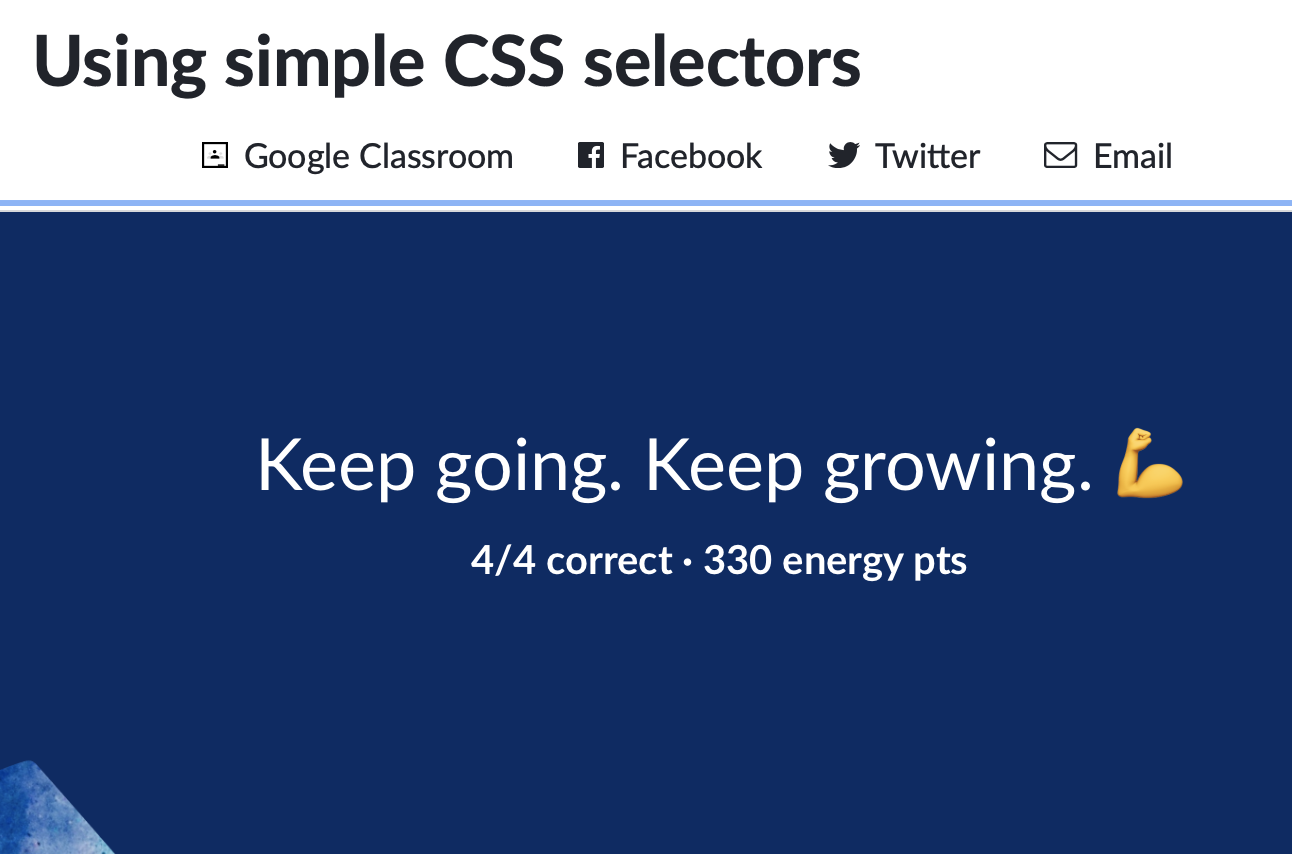 Using simple CSS selectors
Google Classroom Facebook Twitter Email
Keep going. Keep growing. 💪
4/4 correct · 330 energy pts